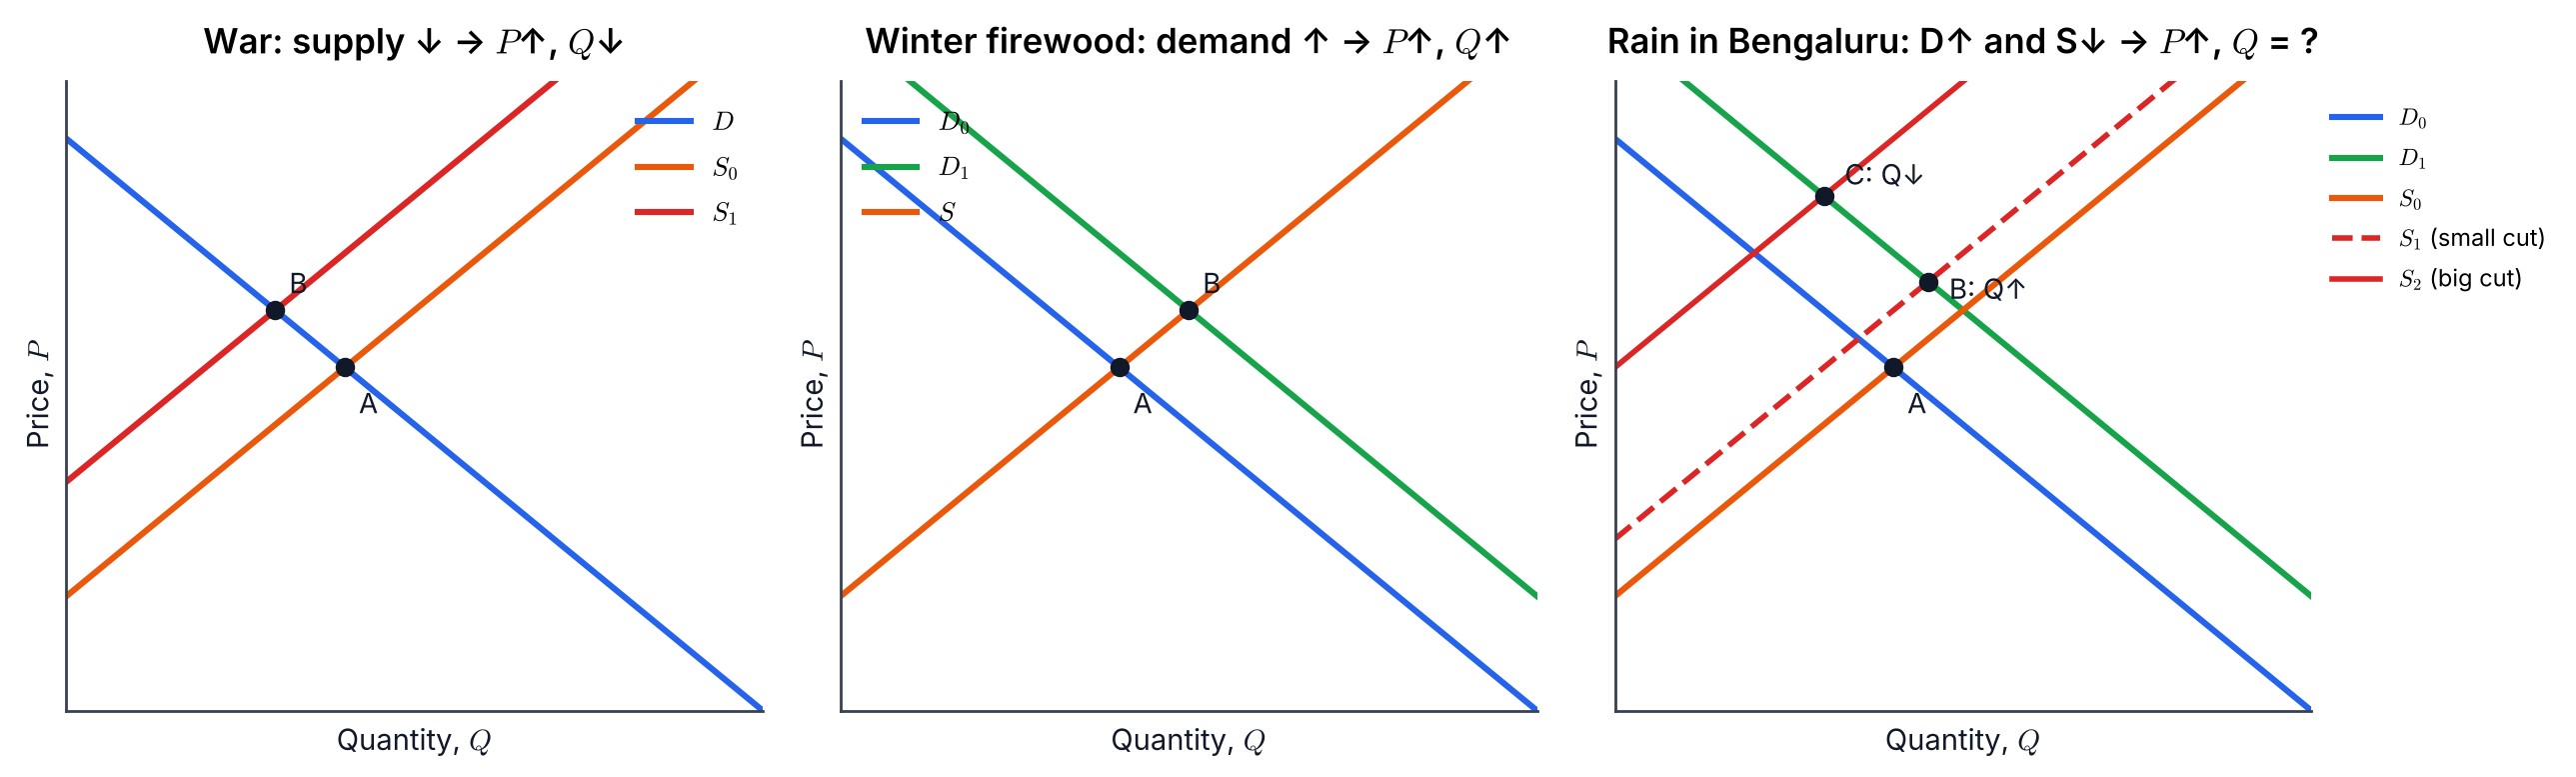 War: supply ↓ → P↑, Q↓
D
S₀
S₁
B
A
Price, P
Quantity, Q
Winter firewood: demand ↑ → P↑, Q↑
D₀
D₁
S
B
A
Price, P
Quantity, Q
Rain in Bengaluru: D↑ and S↓ → P↑, Q = ?
C: Q↓
B: Q↑
A
Price, P
Quantity, Q
D₀
D₁
S₀
S₁ (small cut)
S₂ (big cut)